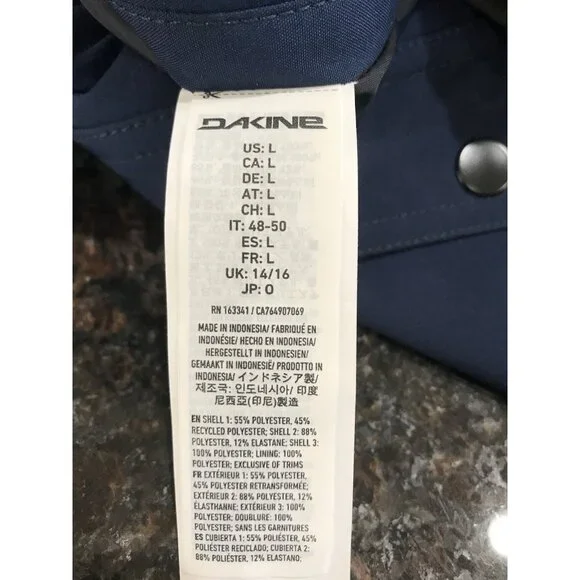 DAKINE
US: L
CA: L
DE: L
AT: L
CH: L
IT: 48-50
ES: L
FR: L
UK: 14/16
JP: O
RN 163341 / CA764907069
MADE IN INDONESIA/ FABRIQUÉ EN
INDONÉSIE/ HECHO EN INDONESIA/
HERGESTELLT IN INDONESIEN/
GEMAAKT IN INDONESIË/ PRODOTTO IN
INDONESIA/ インドネシア製/
제조국: 인도네시아/ 印度
尼西亞(印尼)製造
EN SHELL 1: 55% POLYESTER, 45%
RECYCLED POLYESTER; SHELL 2: 88%
POLYESTER, 12% ELASTANE; SHELL 3:
100% POLYESTER; LINING: 100%
POLYESTER; EXCLUSIVE OF TRIMS
FR EXTÉRIEUR 1: 55% POLYESTER,
45% POLYESTER RETRANSFORMÉE;
EXTÉRIEUR 2: 88% POLYESTER, 12%
ÉLASTHANNE; EXTÉRIEUR 3: 100%
POLYESTER; DOUBLURE: 100%
POLYESTER; SANS LES GARNITURES
ES CUBIERTA 1: 55% POLIÉSTER, 45%
POLIÉSTER RECICLADO; CUBIERTA 2:
88% POLIÉSTER, 12% ELASTANO;